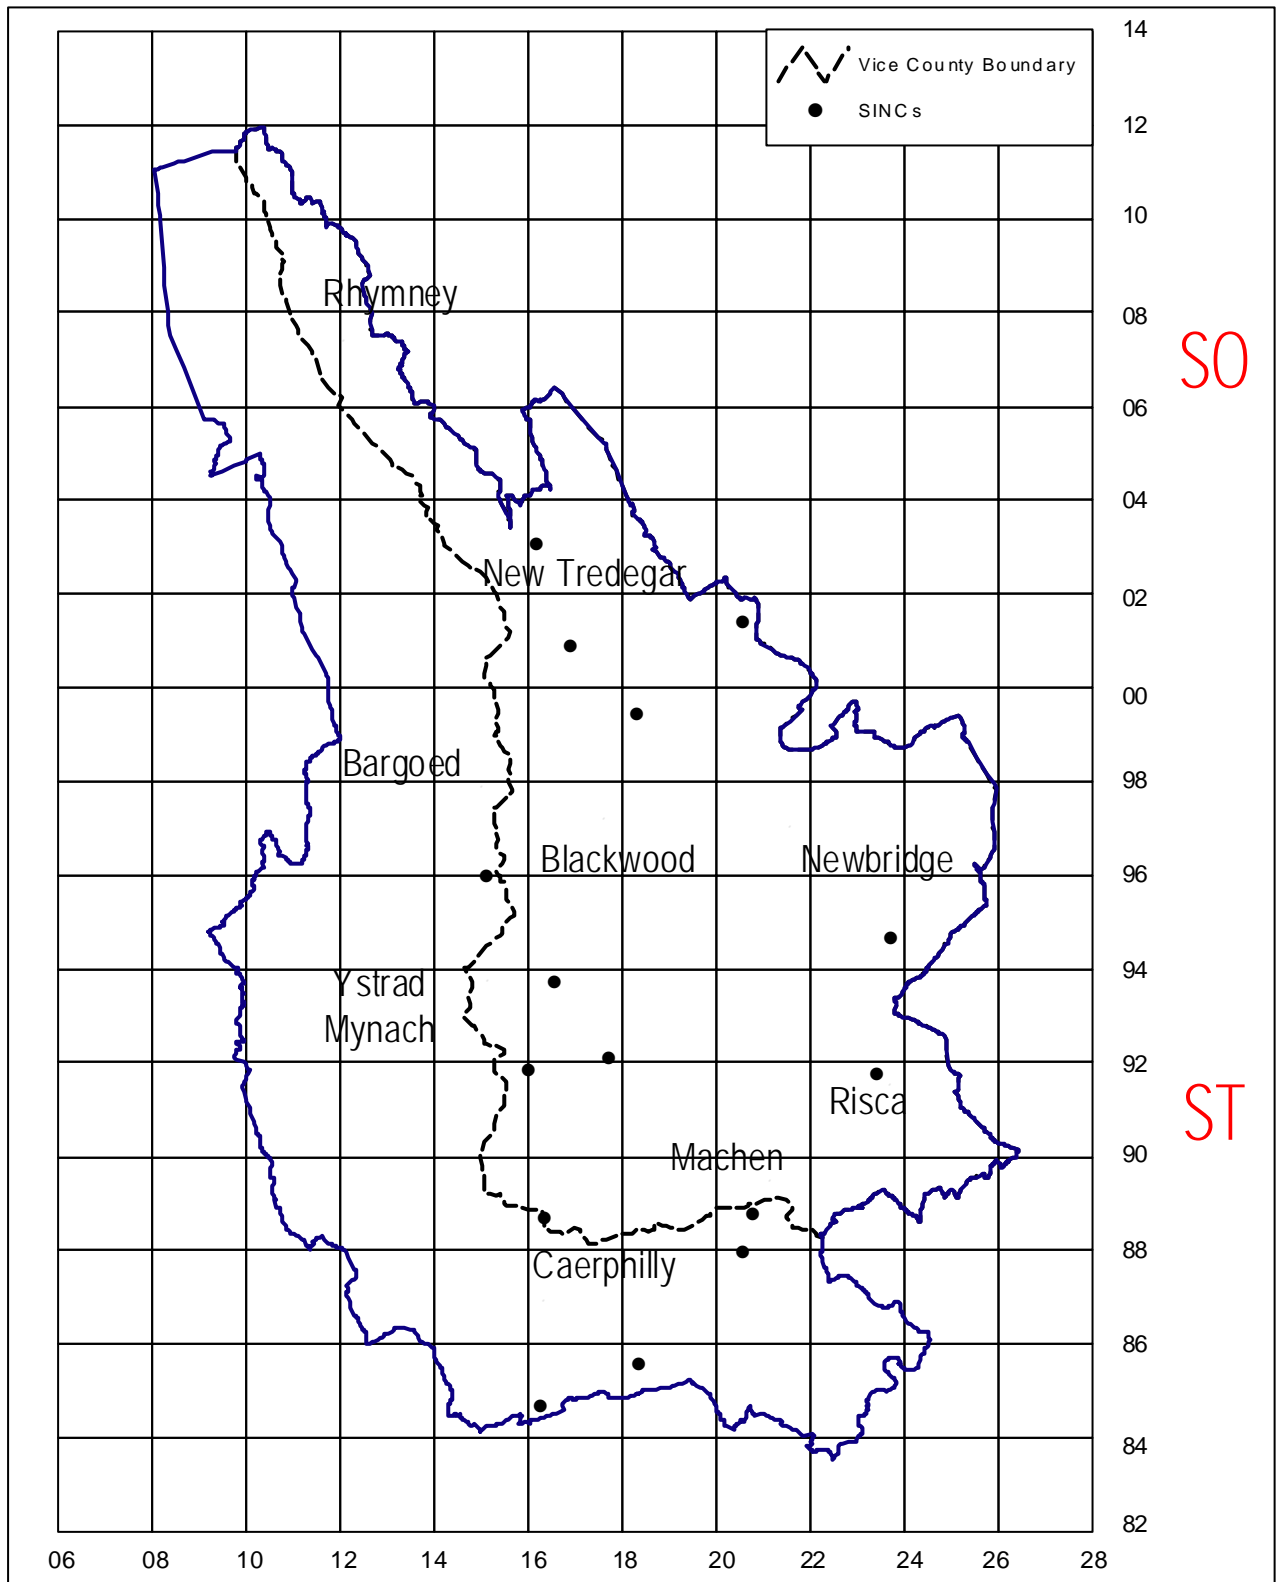 14
Vice County Boundary
SINCs
12
10
Rhymney
08
SO
06
04
New Tredegar
02
00
Bargoed
98
Blackwood
Newbridge
96
94
Ystrad
Mynach
92
Risca
ST
90
Machen
88
Caerphilly
86
84
82
06 08 10 12 14 16 18 20 22 24 26 28